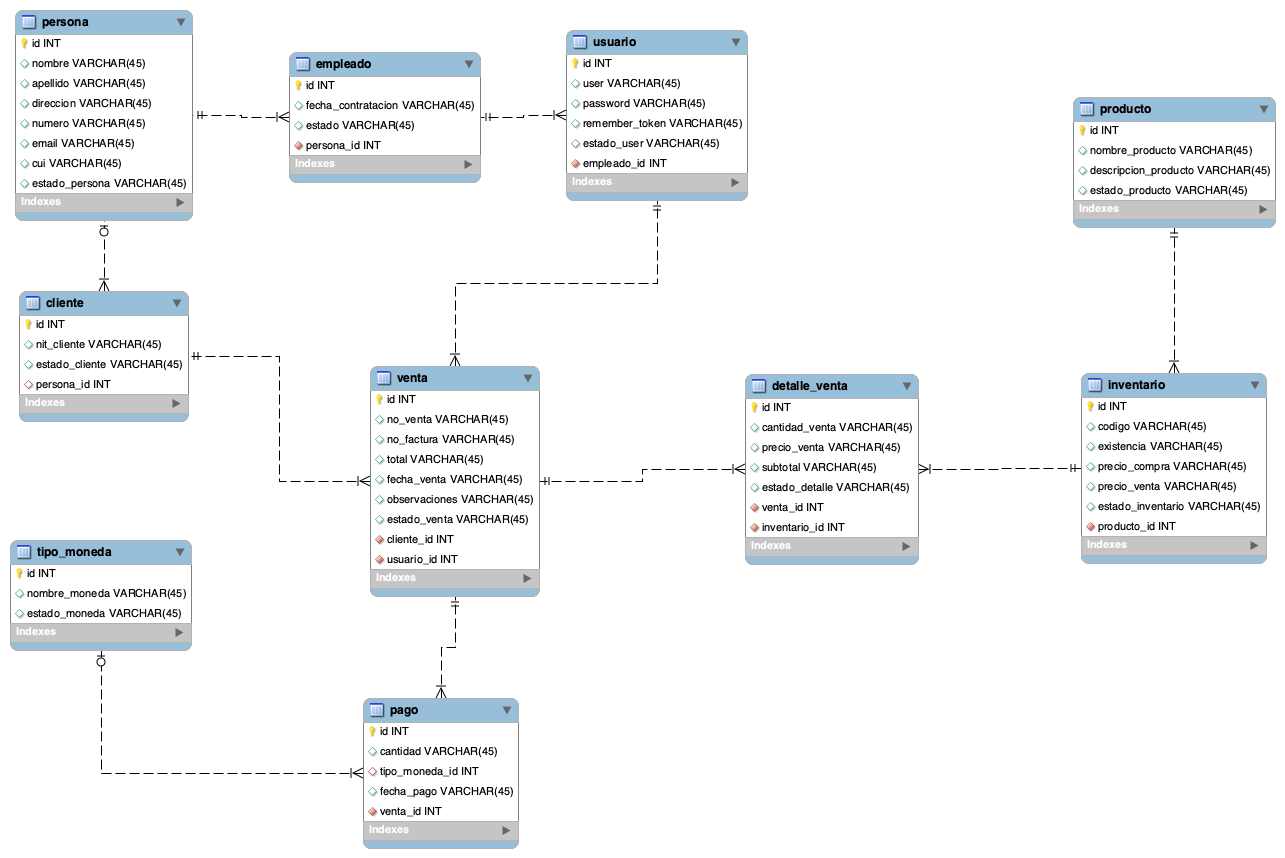 persona
id INT
nombre VARCHAR(45)
apellido VARCHAR(45)
direccion VARCHAR(45)
numero VARCHAR(45)
email VARCHAR(45)
cui VARCHAR(45)
estado_persona VARCHAR(45)
Indexes
empleado
id INT
fecha_contratacion VARCHAR(45)
estado VARCHAR(45)
persona_id INT
Indexes
usuario
id INT
user VARCHAR(45)
password VARCHAR(45)
remember_token VARCHAR(45)
estado_user VARCHAR(45)
empleado_id INT
Indexes
producto
id INT
nombre_producto VARCHAR(45)
descripcion_producto VARCHAR(45)
estado_producto VARCHAR(45)
Indexes
cliente
id INT
nit_cliente VARCHAR(45)
estado_cliente VARCHAR(45)
persona_id INT
Indexes
venta
id INT
no_venta VARCHAR(45)
no_factura VARCHAR(45)
total VARCHAR(45)
fecha_venta VARCHAR(45)
observaciones VARCHAR(45)
estado_venta VARCHAR(45)
cliente_id INT
usuario_id INT
Indexes
detalle_venta
id INT
cantidad_venta VARCHAR(45)
precio_venta VARCHAR(45)
subtotal VARCHAR(45)
estado_detalle VARCHAR(45)
venta_id INT
inventario_id INT
Indexes
inventario
id INT
codigo VARCHAR(45)
existencia VARCHAR(45)
precio_compra VARCHAR(45)
precio_venta VARCHAR(45)
estado_inventario VARCHAR(45)
producto_id INT
Indexes
tipo_moneda
id INT
nombre_moneda VARCHAR(45)
estado_moneda VARCHAR(45)
Indexes
pago
id INT
cantidad VARCHAR(45)
tipo_moneda_id INT
fecha_pago VARCHAR(45)
venta_id INT
Indexes